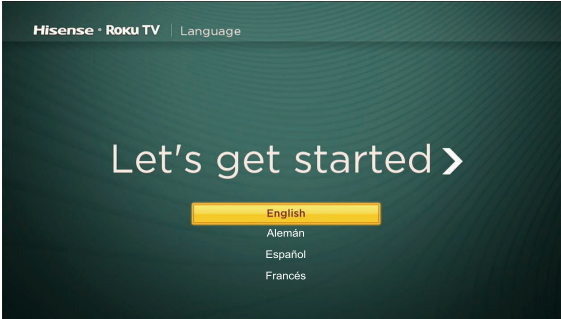 Hisense · ROKU TV | Language
Let's get started
English
Alemán
Español
Francés